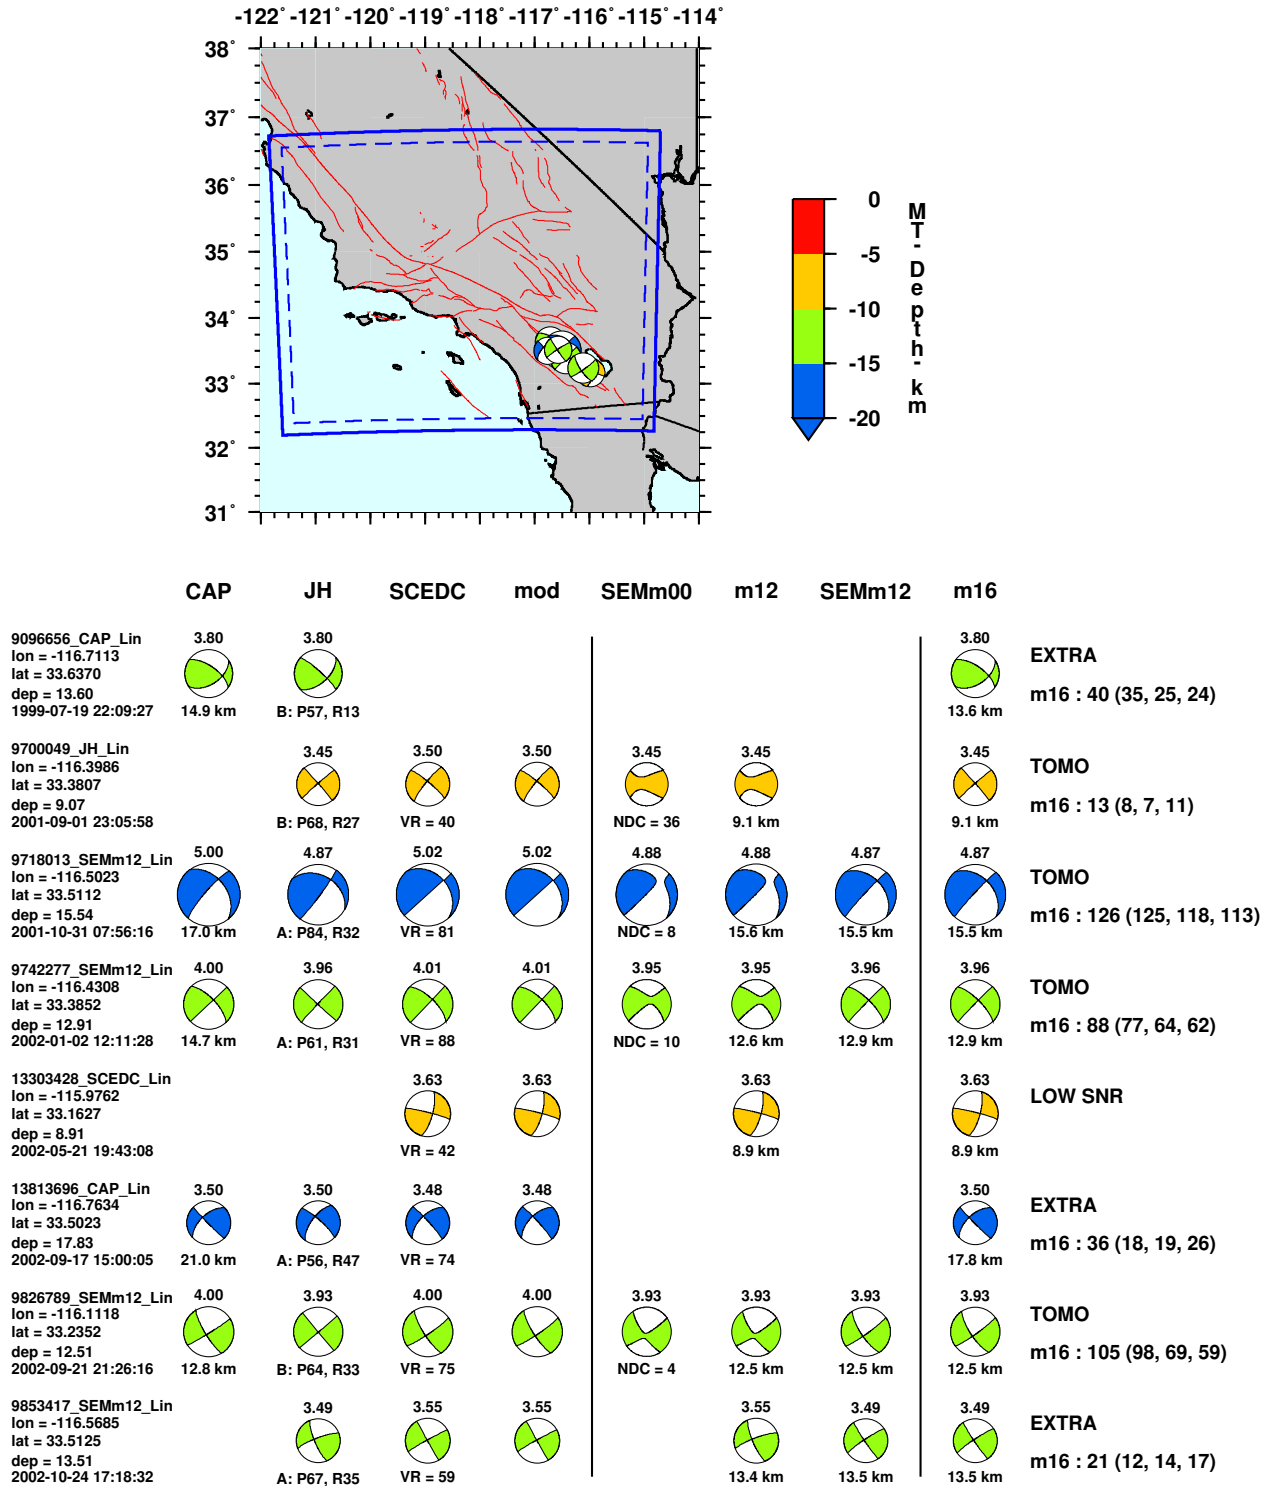 -122° -121° -120° -119° -118° -117° -116° -115° -114°
38°
37°
36°
35°
34°
33°
32°
31°
0
-5
-10
-15
-20
MT-Depth-km
CAP JH SCEDC mod SEMm00 m12 SEMm12 m16
9096656_CAP_Lin
lon = -116.7113
lat = 33.6370
dep = 13.60
1999-07-19 22:09:27
3.80 3.80 3.80
14.9 km B: P57, R13 13.6 km
EXTRA
m16 : 40 (35, 25, 24)
9700049_JH_Lin
lon = -116.3986
lat = 33.3807
dep = 9.07
2001-09-01 23:05:58
3.45 3.50 3.50 3.45 3.45 3.45
B: P68, R27 VR = 40 NDC = 36 9.1 km 9.1 km
TOMO
m16 : 13 (8, 7, 11)
9718013_SEMm12_Lin
lon = -116.5023
lat = 33.5112
dep = 15.54
2001-10-31 07:56:16
5.00 4.87 5.02 5.02 4.88 4.88 4.87 4.87
17.0 km A: P84, R32 VR = 81 NDC = 8 15.6 km 15.5 km 15.5 km
TOMO
m16 : 126 (125, 118, 113)
9742277_SEMm12_Lin
lon = -116.4308
lat = 33.3852
dep = 12.91
2002-01-02 12:11:28
4.00 3.96 4.01 4.01 3.95 3.95 3.96 3.96
14.7 km A: P61, R31 VR = 88 NDC = 10 12.6 km 12.9 km 12.9 km
TOMO
m16 : 88 (77, 64, 62)
13303428_SCEDC_Lin
lon = -115.9762
lat = 33.1627
dep = 8.91
2002-05-21 19:43:08
3.63 3.63 3.63 3.63
VR = 42 8.9 km 8.9 km
LOW SNR
13813696_CAP_Lin
lon = -116.7634
lat = 33.5023
dep = 17.83
2002-09-17 15:00:05
3.50 3.50 3.48 3.48 3.50
21.0 km A: P56, R47 VR = 74 17.8 km
EXTRA
m16 : 36 (18, 19, 26)
9826789_SEMm12_Lin
lon = -116.1118
lat = 33.2352
dep = 12.51
2002-09-21 21:26:16
4.00 3.93 4.00 4.00 3.93 3.93 3.93 3.93
12.8 km B: P64, R33 VR = 75 NDC = 4 12.5 km 12.5 km 12.5 km
TOMO
m16 : 105 (98, 69, 59)
9853417_SEMm12_Lin
lon = -116.5685
lat = 33.5125
dep = 13.51
2002-10-24 17:18:32
3.49 3.55 3.55 3.55 3.49 3.49
A: P67, R35 VR = 59 13.4 km 13.5 km 13.5 km
EXTRA
m16 : 21 (12, 14, 17)